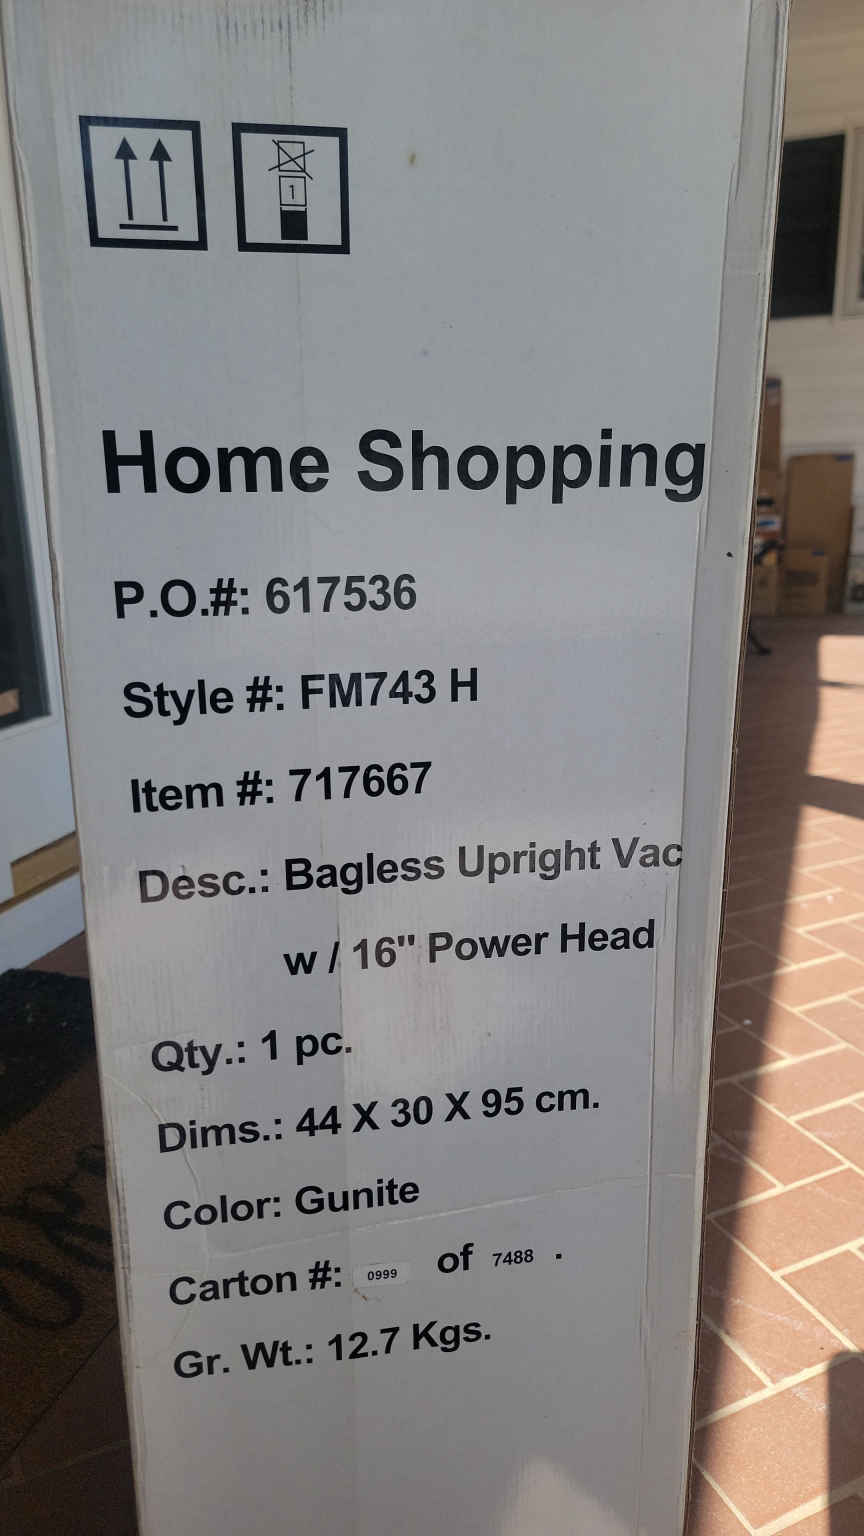 1
Home Shopping
P.O.#: 617536
Style #: FM743 H
Item #: 717667
Desc.: Bagless Upright Vac
w / 16" Power Head
Qty.: 1 pc.
Dims.: 44 X 30 X 95 cm.
Color: Gunite
Carton #: 0999 of 7488 .
Gr. Wt.: 12.7 Kgs.